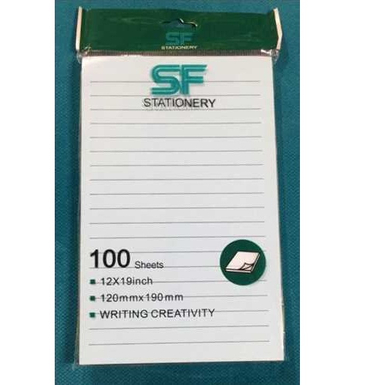 SF
STATIONERY
SF
STATIONERY
100 Sheets
12X19inch
120mmx190mm
WRITING CREATIVITY